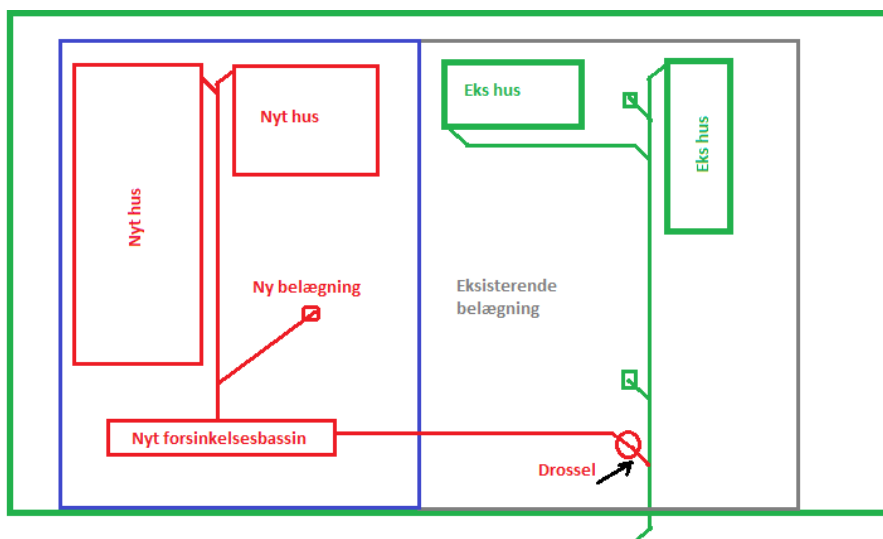 Nyt hus
Nyt hus
Ny belægning
Nyt forsinkelsesbassin
Eks hus
Eks hus
Eksisterende
belægning
Drossel